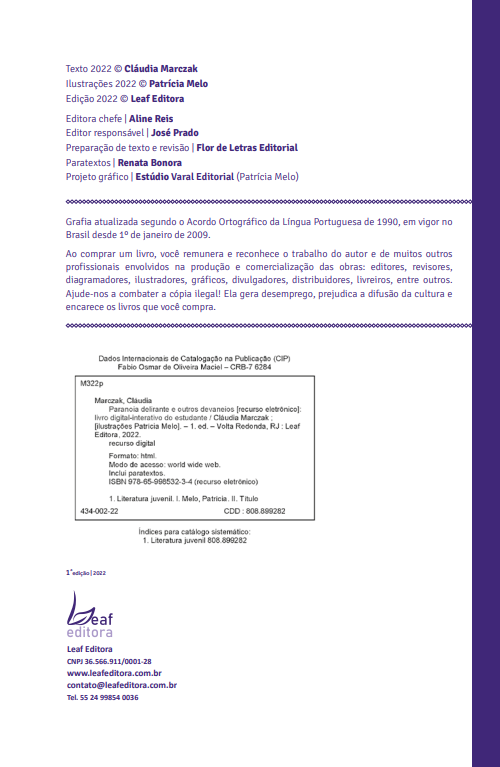 Texto 2022 © Cláudia Marczak
Ilustrações 2022 © Patrícia Melo
Edição 2022 © Leaf Editora
Editora chefe | Aline Reis
Editor responsável | José Prado
Preparação de texto e revisão | Flor de Letras Editorial
Paratextos | Renata Bonora
Projeto gráfico | Estúdio Varal Editorial (Patrícia Melo)
Grafia atualizada segundo o Acordo Ortográfico da Língua Portuguesa de 1990, em vigor no
Brasil desde 1º de janeiro de 2009.
Ao comprar um livro, você remunera e reconhece o trabalho do autor e de muitos outros
profissionais envolvidos na produção e comercialização das obras: editores, revisores,
diagramadores, ilustradores, gráficos, divulgadores, distribuidores, livreiros, entre outros.
Ajude-nos a combater a cópia ilegal! Ela gera desemprego, prejudica a difusão da cultura e
encarece os livros que você compra.
Dados Internacionais de Catalogação na Publicação (CIP)
Fabio Osmar de Oliveira Maciel – CRB-7 6284
M322p
Marczak, Cláudia
Paranoia delirante e outros devaneios [recurso eletrônico]:
livro digital-interativo do estudante / Cláudia Marczak ;
[ilustrações Patricia Melo]. – 1. ed. – Volta Redonda, RJ : Leaf
Editora, 2022.
recurso digital
Formato: html.
Modo de acesso: world wide web.
Inclui paratextos.
ISBN 978-65-998532-3-4 (recurso eletrônico)
1. Literatura juvenil. I. Melo, Patrícia. II. Título
434-002-22 CDD : 808.899282
Índices para catálogo sistemático:
1. Literatura juvenil 808.899282
1ª edição | 2022
Leaf
editora
Leaf Editora
CNPJ 36.566.911/0001-28
www.leafeditora.com.br
contato@leafeditora.com.br
Tel. 55 24 99854 0036